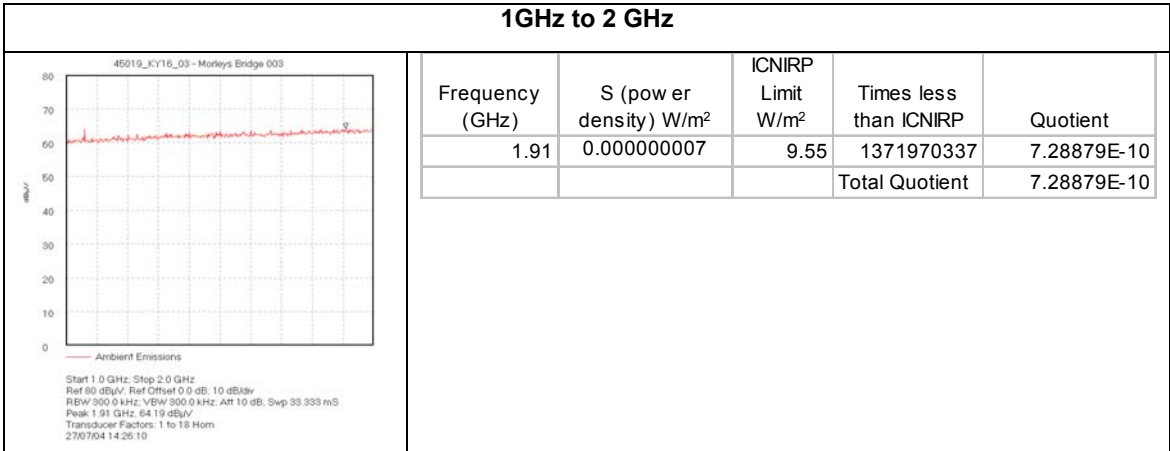 1GHz to 2 GHz
45019_KY16_03 - Morleys Bridge 003
80
70
60
50
40
30
20
10
0
dBµV
Ambient Emissions
Start 1.0 GHz; Stop 2.0 GHz
Ref 80 dBµV; Ref Offset 0.0 dB; 10 dB/div
RBW 300.0 kHz; VBW 300.0 kHz; Att 10 dB; Swp 33.333 mS
Peak 1.91 GHz, 64.19 dBµV
Transducer Factors: 1 to 18 Horn
27/07/04 14:26:10
Frequency (GHz) S (pow er density) W/m² ICNIRP Limit W/m² Times less than ICNIRP Quotient
1.91 0.000000007 9.55 1371970337 7.28879E-10
Total Quotient 7.28879E-10